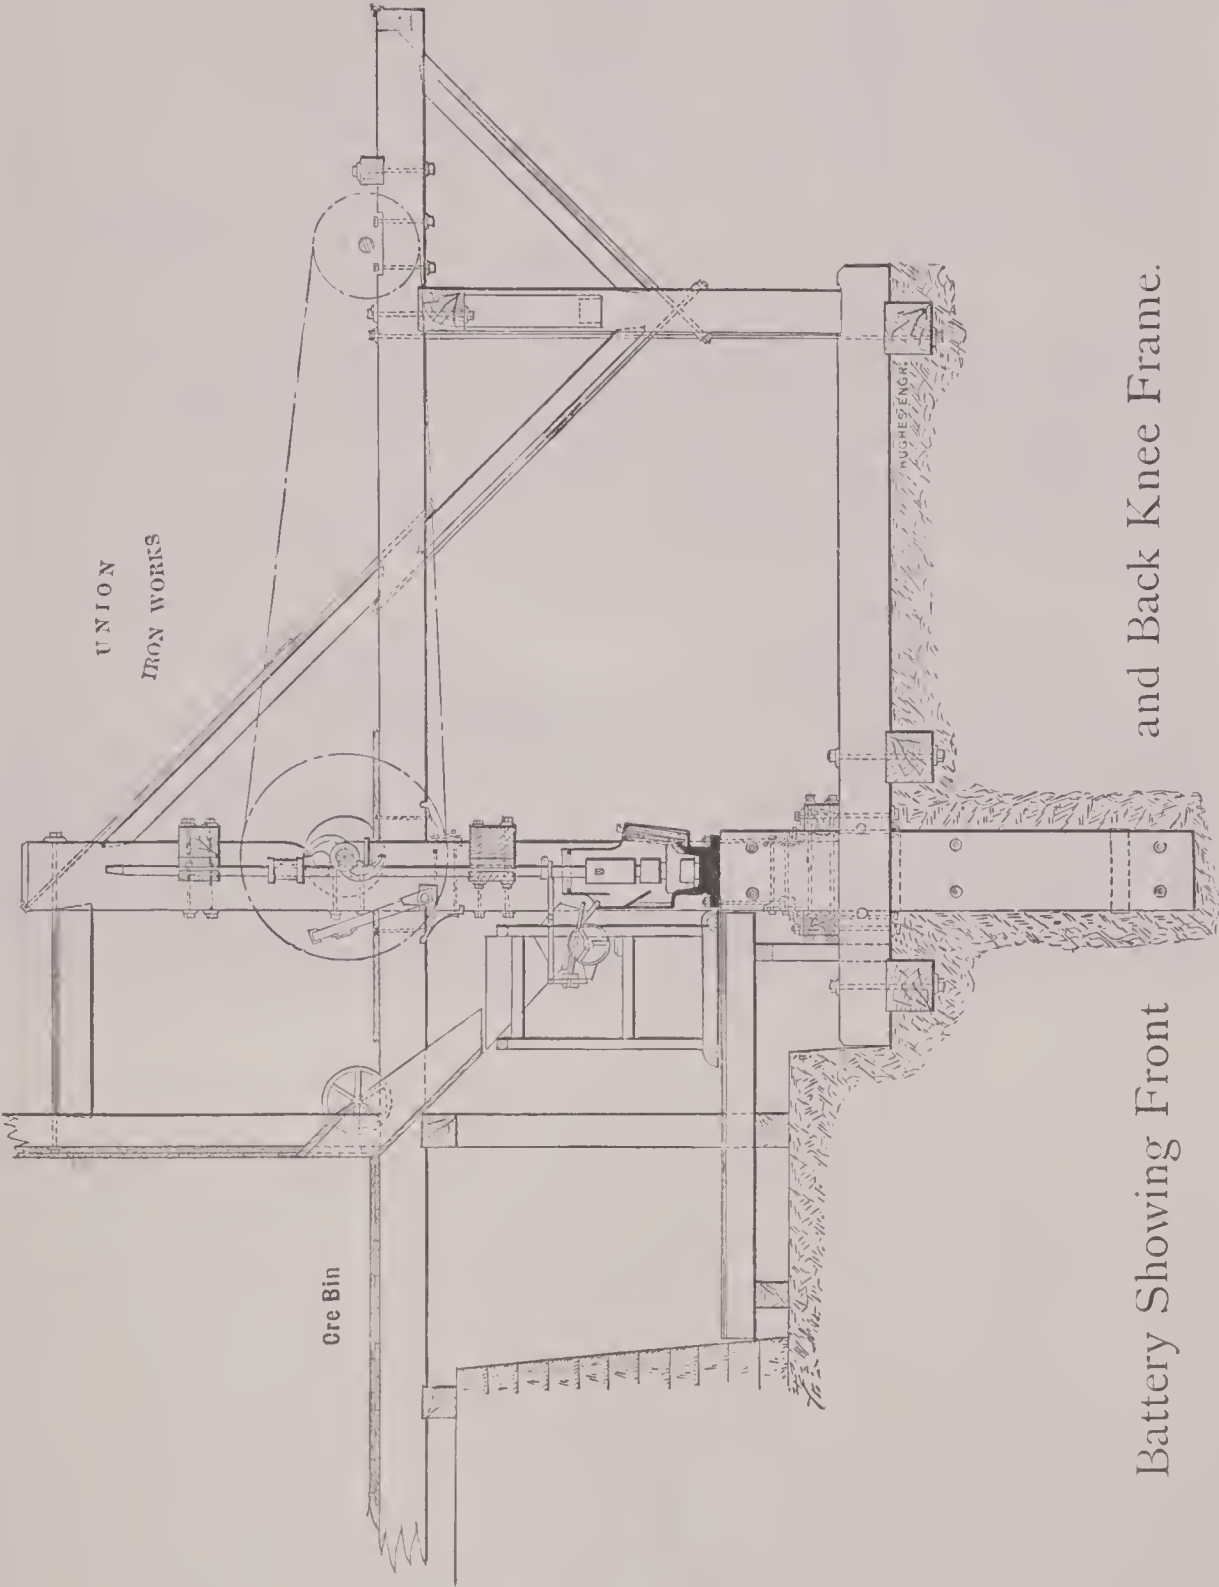 UNION
IRON WORKS
Ore Bin
HUGHES ENGR.
Battery Showing Front and Back Knee Frame.